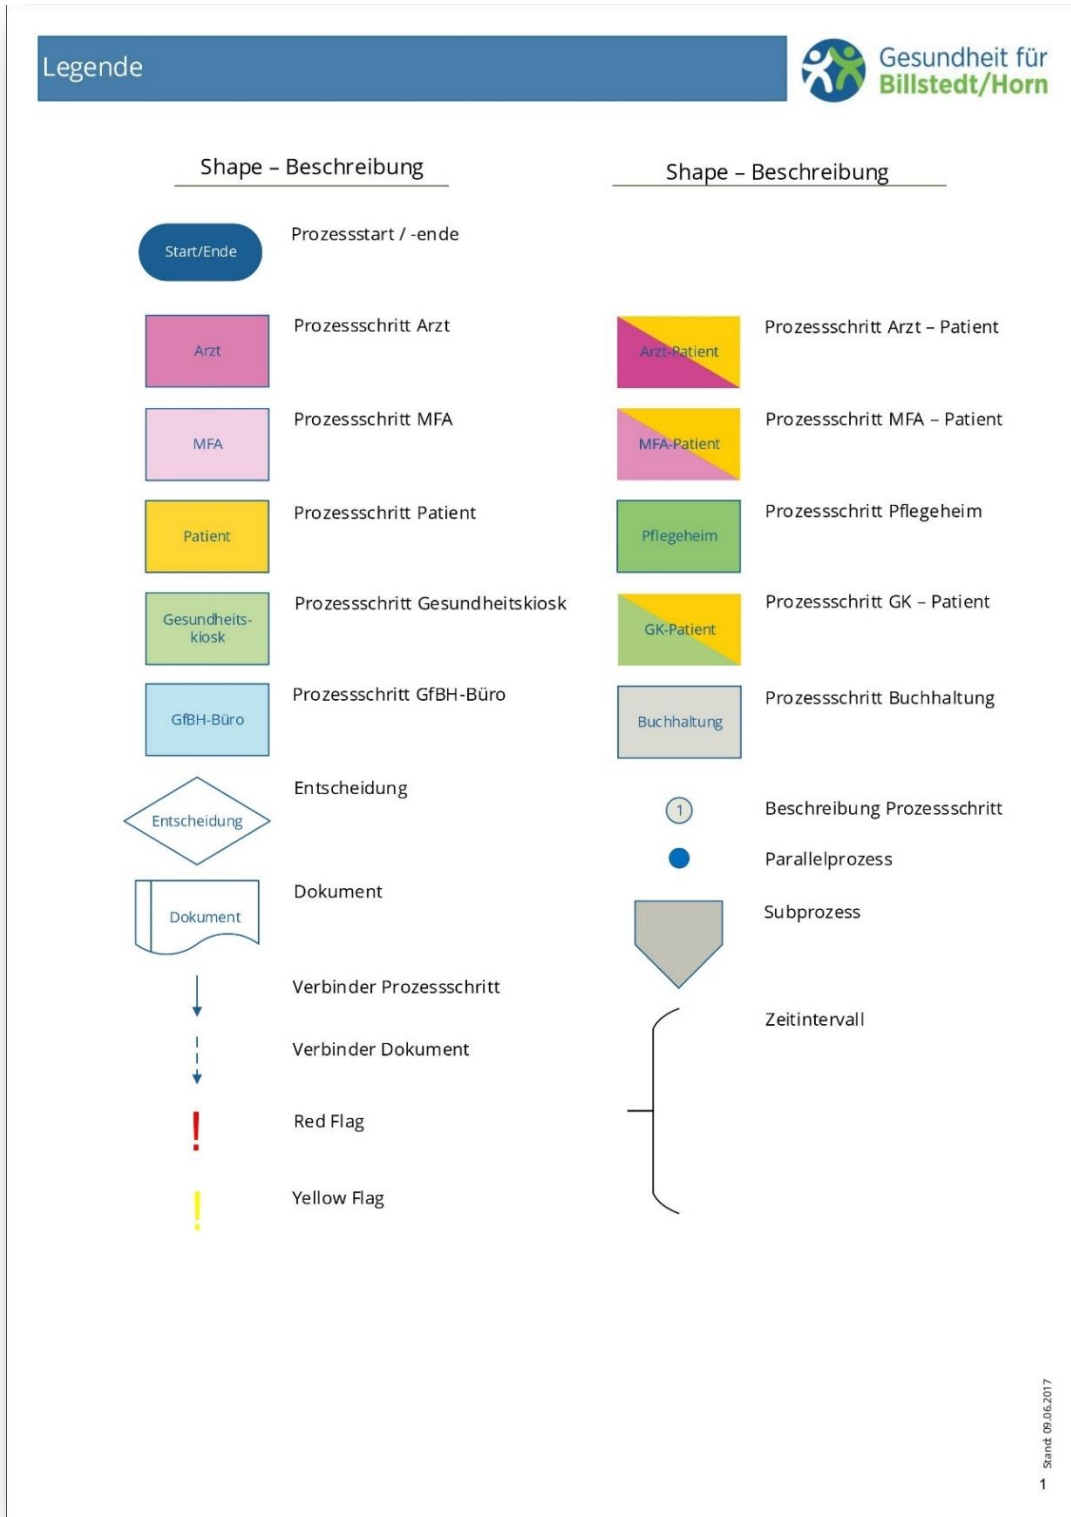 Legende
Gesundheit für
Billstedt/Horn
Shape – Beschreibung
Start/Ende
Prozessstart / -ende
Arzt
Prozessschritt Arzt
MFA
Prozessschritt MFA
Patient
Prozessschritt Patient
Gesundheits-
kiosk
Prozessschritt Gesundheitskiosk
GfBH-Büro
Prozessschritt GfBH-Büro
Entscheidung
Entscheidung
Dokument
Dokument
Verbinder Prozessschritt
Verbinder Dokument
!
Red Flag
!
Yellow Flag
Shape – Beschreibung
Arzt-Patient
Prozessschritt Arzt – Patient
MFA-Patient
Prozessschritt MFA – Patient
Pflegeheim
Prozessschritt Pflegeheim
GK-Patient
Prozessschritt GK – Patient
Buchhaltung
Prozessschritt Buchhaltung
1
Beschreibung Prozessschritt
Parallelprozess
Subprozess
Zeitintervall
Stand: 09.06.2017
1